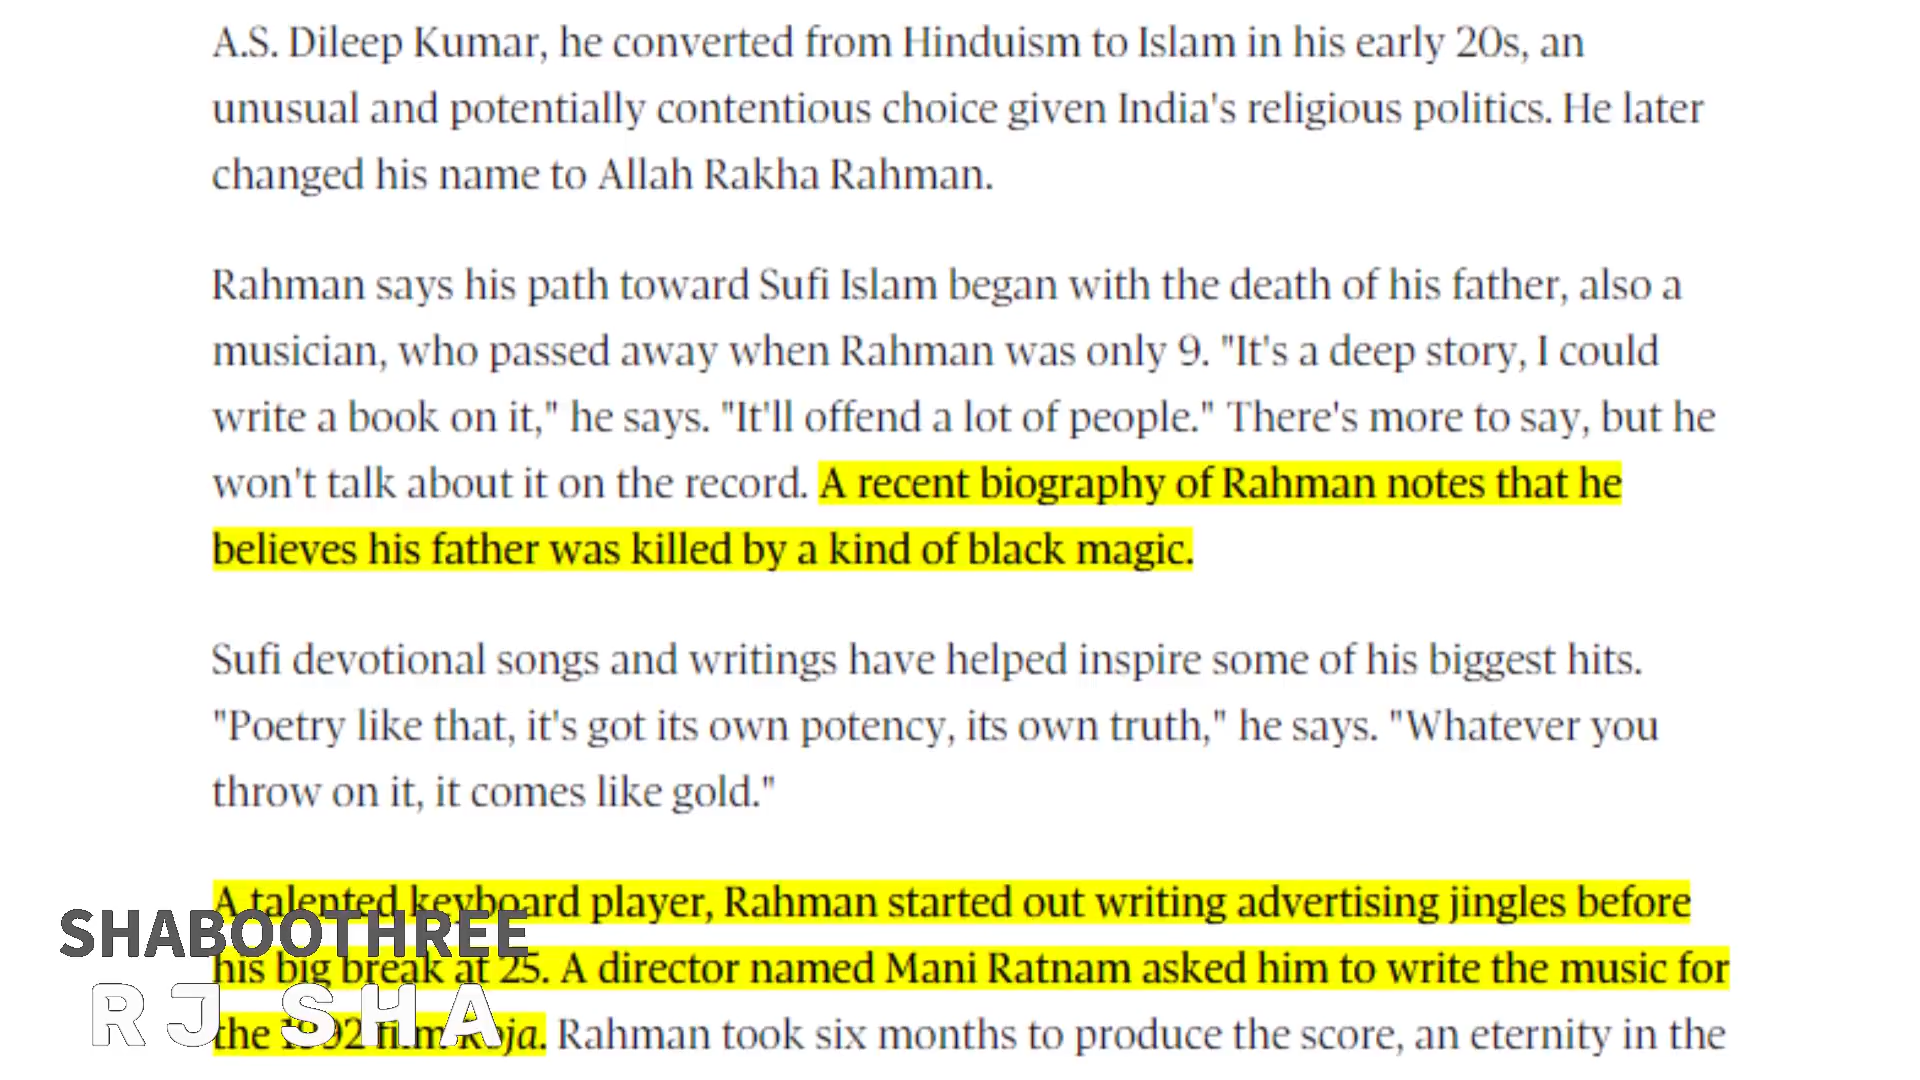 A.S. Dileep Kumar, he converted from Hinduism to Islam in his early 20s, an
unusual and potentially contentious choice given India's religious politics. He later
changed his name to Allah Rakha Rahman.
Rahman says his path toward Sufi Islam began with the death of his father, also a
musician, who passed away when Rahman was only 9. "It's a deep story, I could
write a book on it," he says. "It'll offend a lot of people." There's more to say, but he
won't talk about it on the record. A recent biography of Rahman notes that he
believes his father was killed by a kind of black magic.
Sufi devotional songs and writings have helped inspire some of his biggest hits.
"Poetry like that, it's got its own potency, its own truth," he says. "Whatever you
throw on it, it comes like gold."
A talented keyboard player, Rahman started out writing advertising jingles before
his big break at 25. A director named Mani Ratnam asked him to write the music for
the 1992 film Roja. Rahman took six months to produce the score, an eternity in the
SHABOOTHREE
RJ SHA